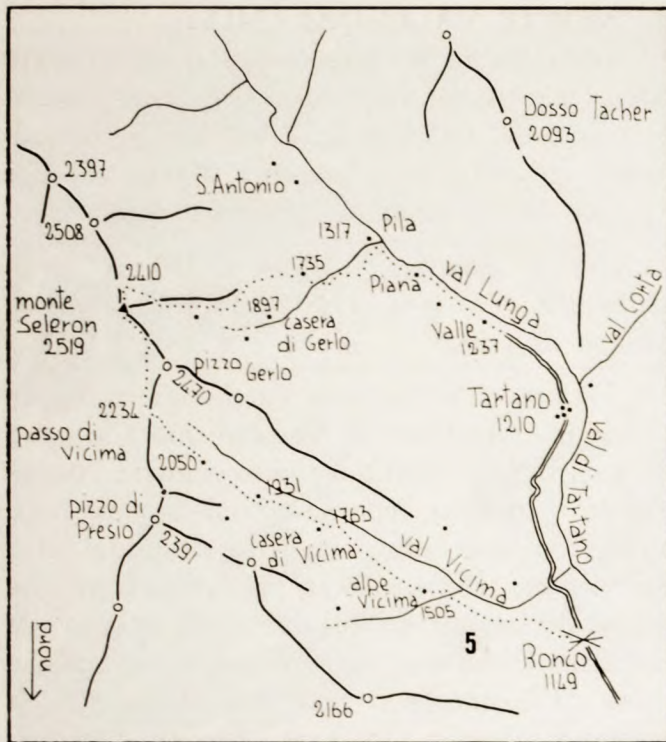 Dosso Tacher
2093
2397
S.Antonio
2508
1317
Pila
2410
1735
Piana
val Lunga
val Corta
monte
Seleron
2519
1897
casera
di Gerlo
Valle
1237
pizzo Gerlo
2470
Tartano
1210
2234
passo di
Vicima
val di Tartano
2050
1931
1763
pizzo di
Presio
2391
casera
di Vicima
val Vicima
alpe
Vicima
1505
5
Ronco
1149
nord
2166